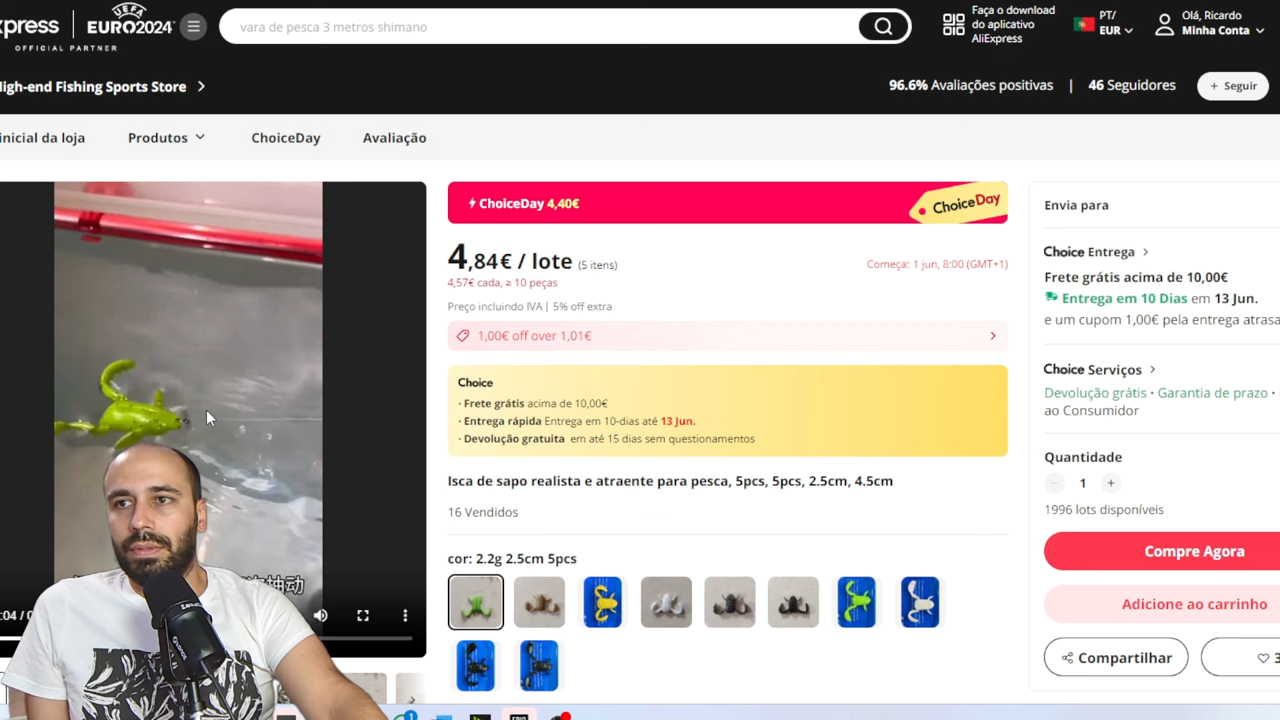 xpress
UEFA
EURO2024
OFFICIAL PARTNER
vara de pesca 3 metros shimano
Faça o download
do aplicativo
AliExpress
PT/
EUR
Olá, Ricardo
Minha Conta
High-end Fishing Sports Store
96.6% Avaliações positivas | 46 Seguidores
+ Seguir
inicial da loja
Produtos
ChoiceDay
Avaliação
ChoiceDay 4,40€
ChoiceDay
4,84€ / lote (5 itens)
Começa: 1 jun, 8:00 (GMT+1)
4,57€ cada, ≥ 10 peças
Preço incluindo IVA | 5% off extra
1,00€ off over 1,01€
Choice
· Frete grátis acima de 10,00€
· Entrega rápida Entrega em 10-dias até 13 Jun.
· Devolução gratuita em até 15 dias sem questionamentos
Isca de sapo realista e atraente para pesca, 5pcs, 5pcs, 2.5cm, 4.5cm
16 Vendidos
cor: 2.2g 2.5cm 5pcs
Envia para
Choice Entrega
Frete grátis acima de 10,00€
Entrega em 10 Dias em 13 Jun.
e um cupom 1,00€ pela entrega atrasa
Choice Serviços
Devolução grátis · Garantia de prazo ·
ao Consumidor
Quantidade
− 1 +
1996 lots disponíveis
Compre Agora
Adicione ao carrinho
Compartilhar
3
抽动
:04 / 0